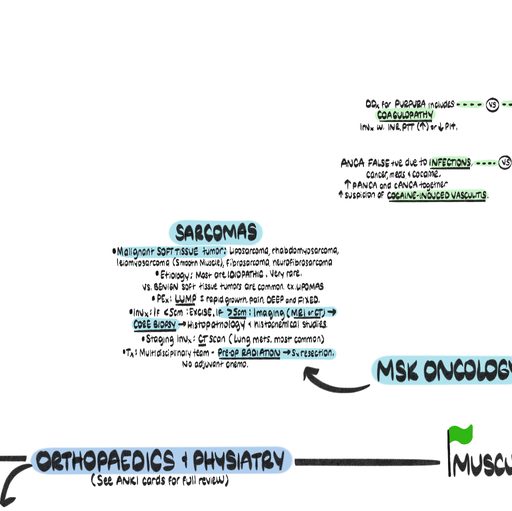 DDx for PURPURA includes ---- VS --
COAGULOPATHY
Invx w. INR, PTT (↑) or ↓ Plt.
ANCA FALSE +ve due to INFECTIONS, ---- VS
cancer, meds & cocaine.
↑ pANCA and cANCA together
↑ suspicion of COCAINE-INDUCED VASCULITIS.
SARCOMAS
•Malignant SOFT TISSUE tumor: Liposarcoma, rhabdomyosarcoma,
leiomyosarcoma (Smooth Muscle), Fibrosarcoma, neurofibrosarcoma
•Etiology: Most are IDIOPATHIC. Very rare.
VS. BENIGN soft tissue tumors are common ex. LIPOMAS
•PEx: LUMP ± rapid growth, pain, DEEP and FIXED.
•Invx: if <5cm: EXCISE. If >5cm: Imaging (MRI or CT) →
CORE BIOPSY → Histopathology & histochemical studies.
•Staging Invx: CT Scan (Lung mets. most common)
•Tx: Multidisciplinary team - Pre-op RADIATION → Sx resection.
No adjuvant chemo.
MSK ONCOLOGY
ORTHOPAEDICS & PHYSIATRY
(See ANKI cards for full review)
MUSCU